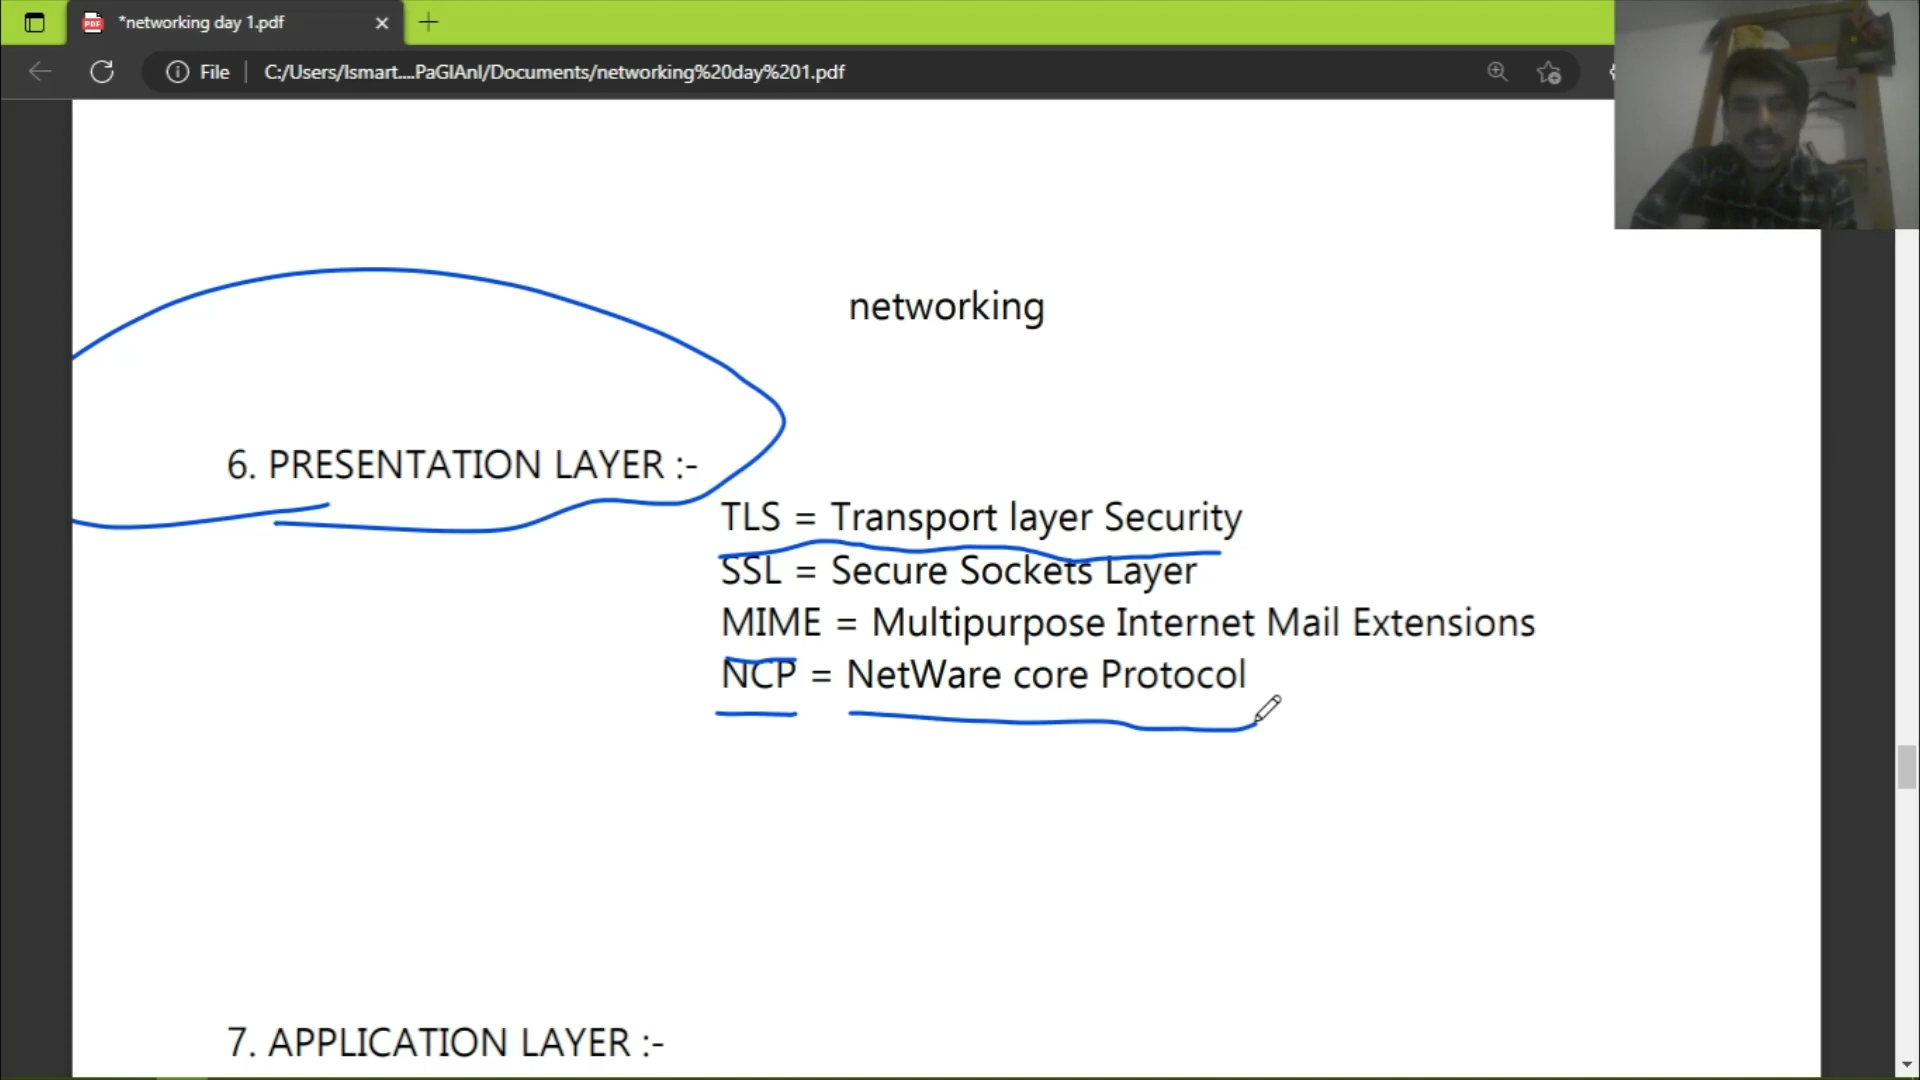 *networking day 1.pdf
File
C:/Users/Ismart....PaGlAnI/Documents/networking%20day%201.pdf
networking
6. PRESENTATION LAYER :-
TLS = Transport layer Security
SSL = Secure Sockets Layer
MIME = Multipurpose Internet Mail Extensions
NCP = NetWare core Protocol
7. APPLICATION LAYER :-